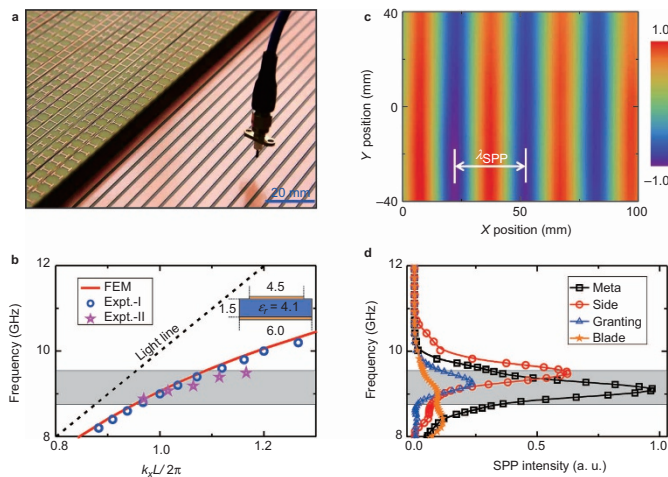 a
20 mm
b
12
11
10
9
8
Frequency (GHz)
0.8
1.0
1.2
kₓL/2π
FEM
Expt.-I
Expt.-II
Light line
4.5
1.5
εᵣ = 4.1
6.0
c
40
0
−40
Y position (mm)
0
50
100
X position (mm)
λSPP
1.0
−1.0
d
12
10
8
Frequency (GHz)
0.0
0.5
1.0
SPP intensity (a. u.)
Meta
Side
Granting
Blade